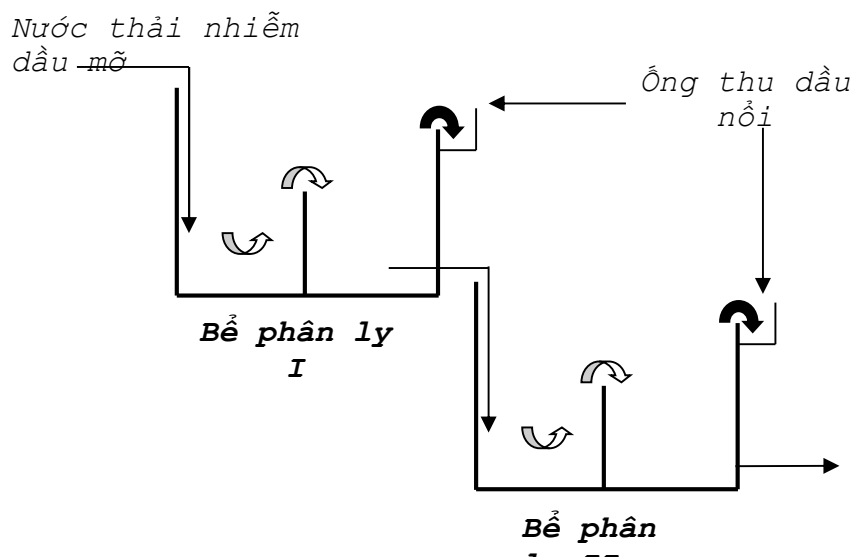 Nước thải nhiễm
dầu mỡ
Ống thu dầu
nổi
Bể phân ly
I
Bể phân